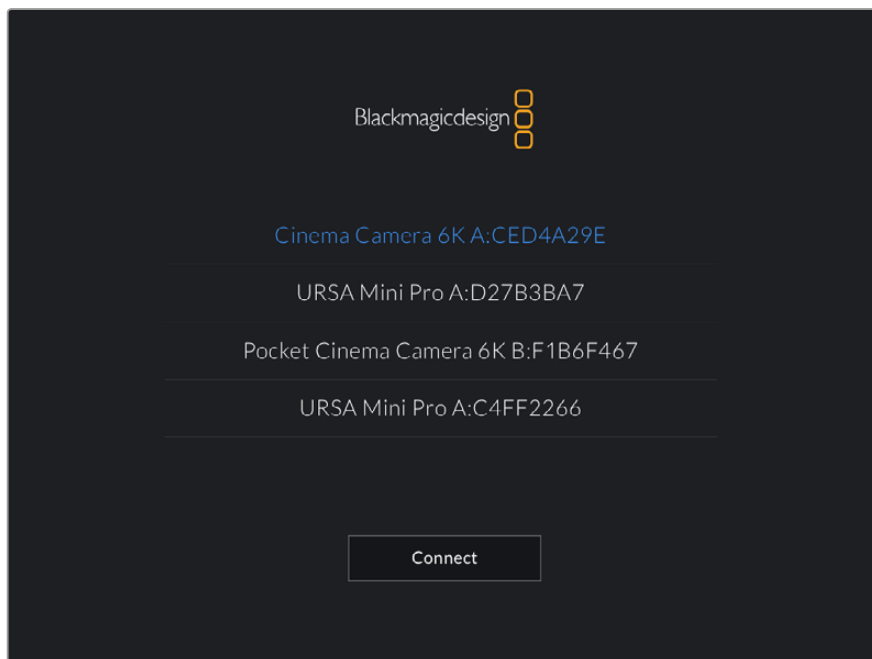 Blackmagicdesign
Cinema Camera 6K A:CED4A29E
URSA Mini Pro A:D27B3BA7
Pocket Cinema Camera 6K B:F1B6F467
URSA Mini Pro A:C4FF2266
Connect